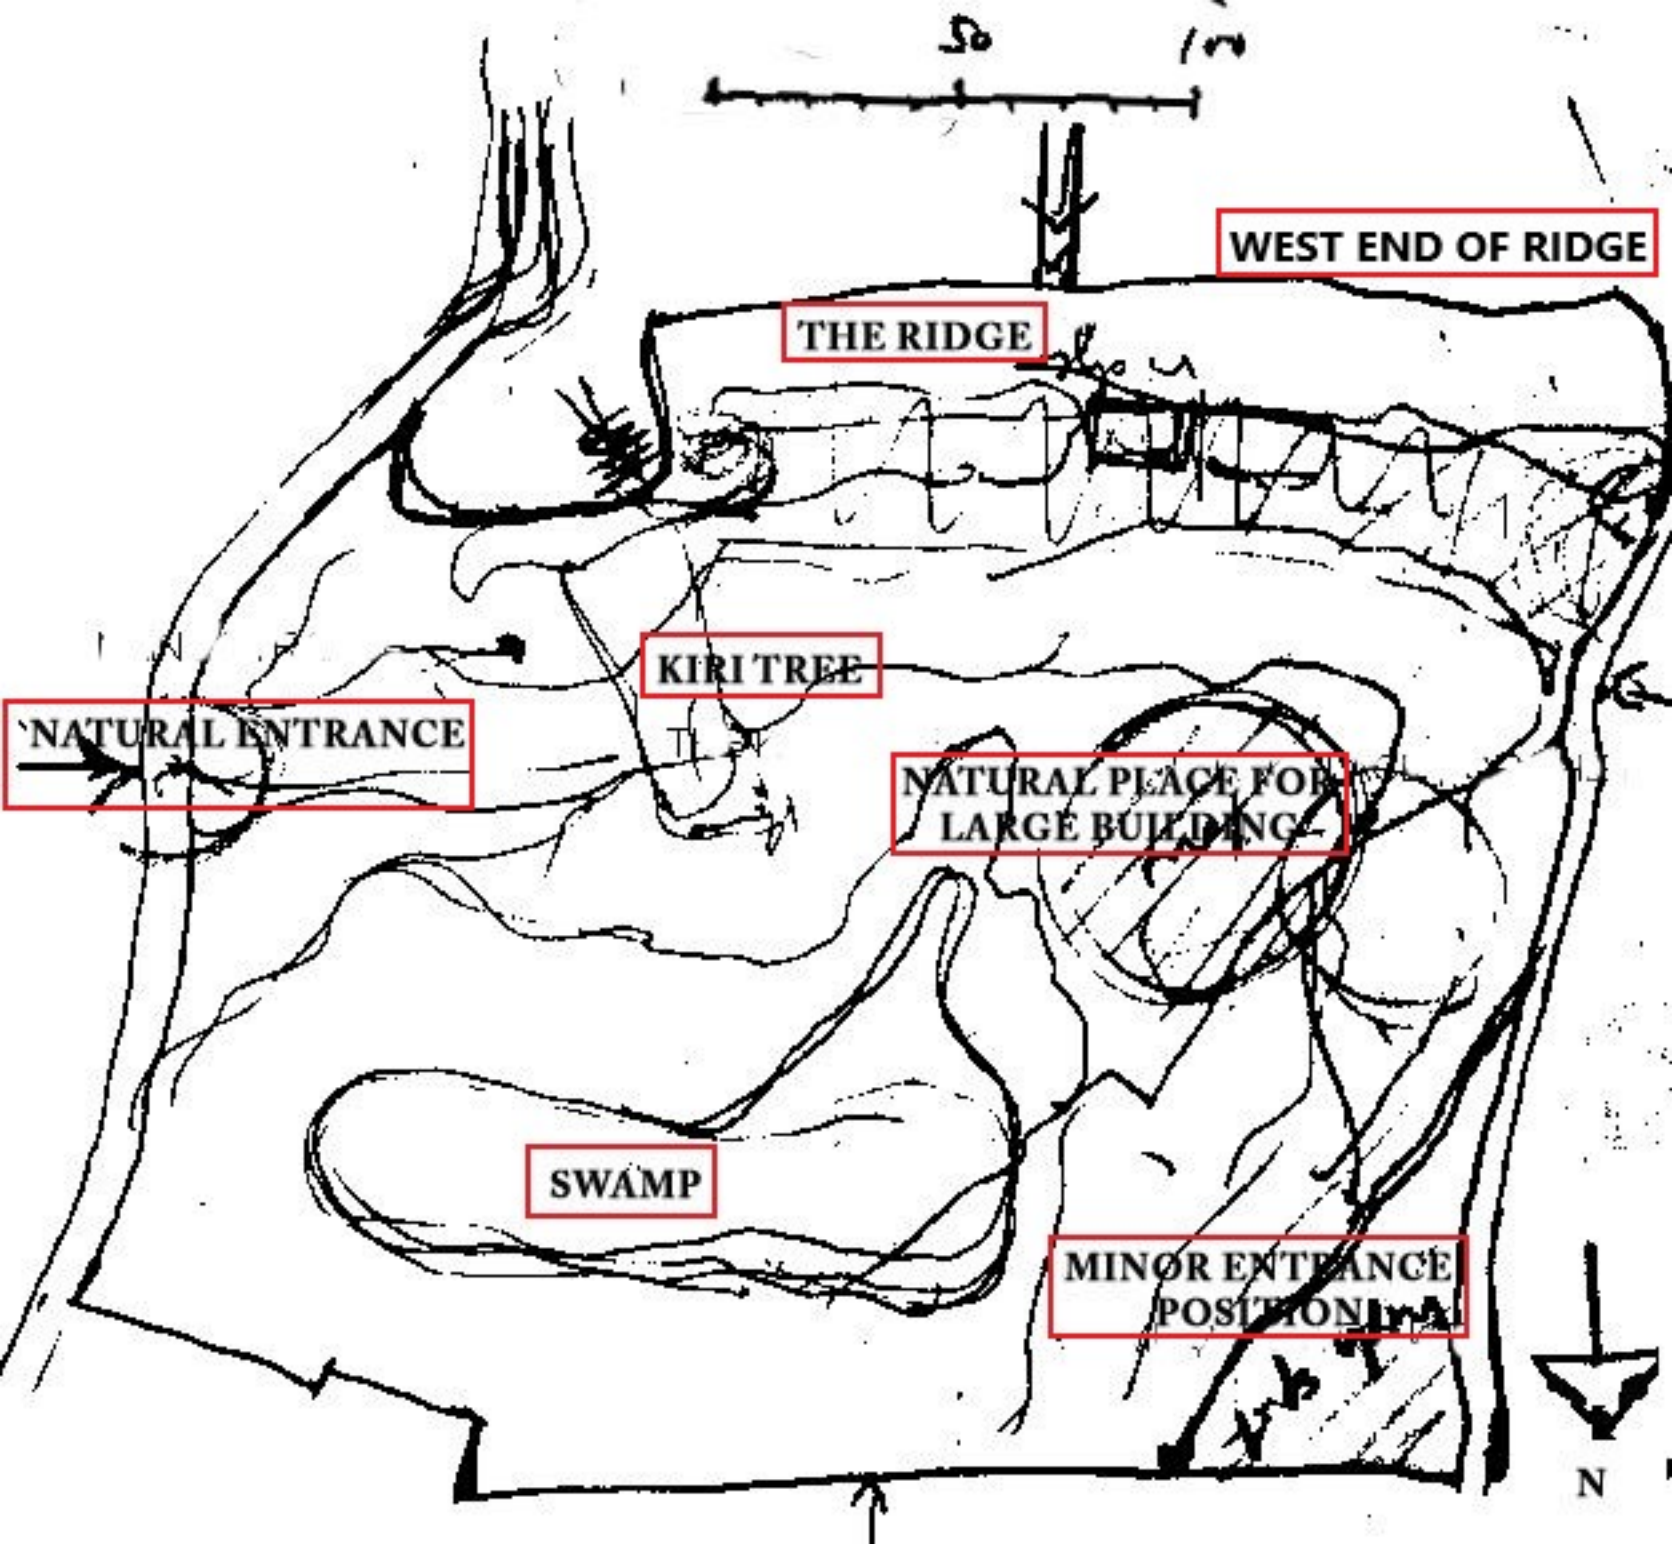 50
100
WEST END OF RIDGE
THE RIDGE
KIRI TREE
NATURAL ENTRANCE
NATURAL PLACE FOR
LARGE BUILDING
SWAMP
MINOR ENTRANCE
POSITION
N